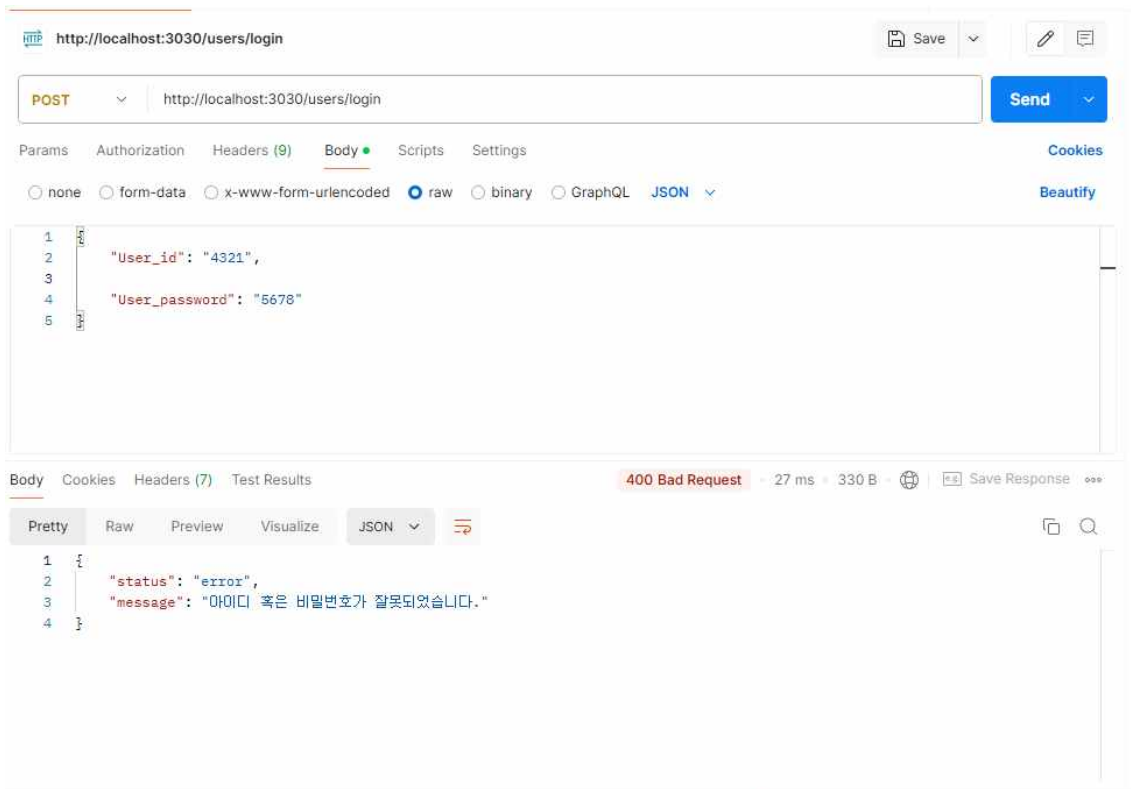 HTTP http://localhost:3030/users/login Save
POST http://localhost:3030/users/login Send
Params Authorization Headers (9) Body Scripts Settings Cookies
none form-data x-www-form-urlencoded raw binary GraphQL JSON Beautify
1 {
2 "User_id": "4321",
3
4 "User_password": "5678"
5 }
Body Cookies Headers (7) Test Results 400 Bad Request 27 ms 330 B Save Response
Pretty Raw Preview Visualize JSON
1 {
2 "status": "error",
3 "message": "아이디 혹은 비밀번호가 잘못되었습니다."
4 }